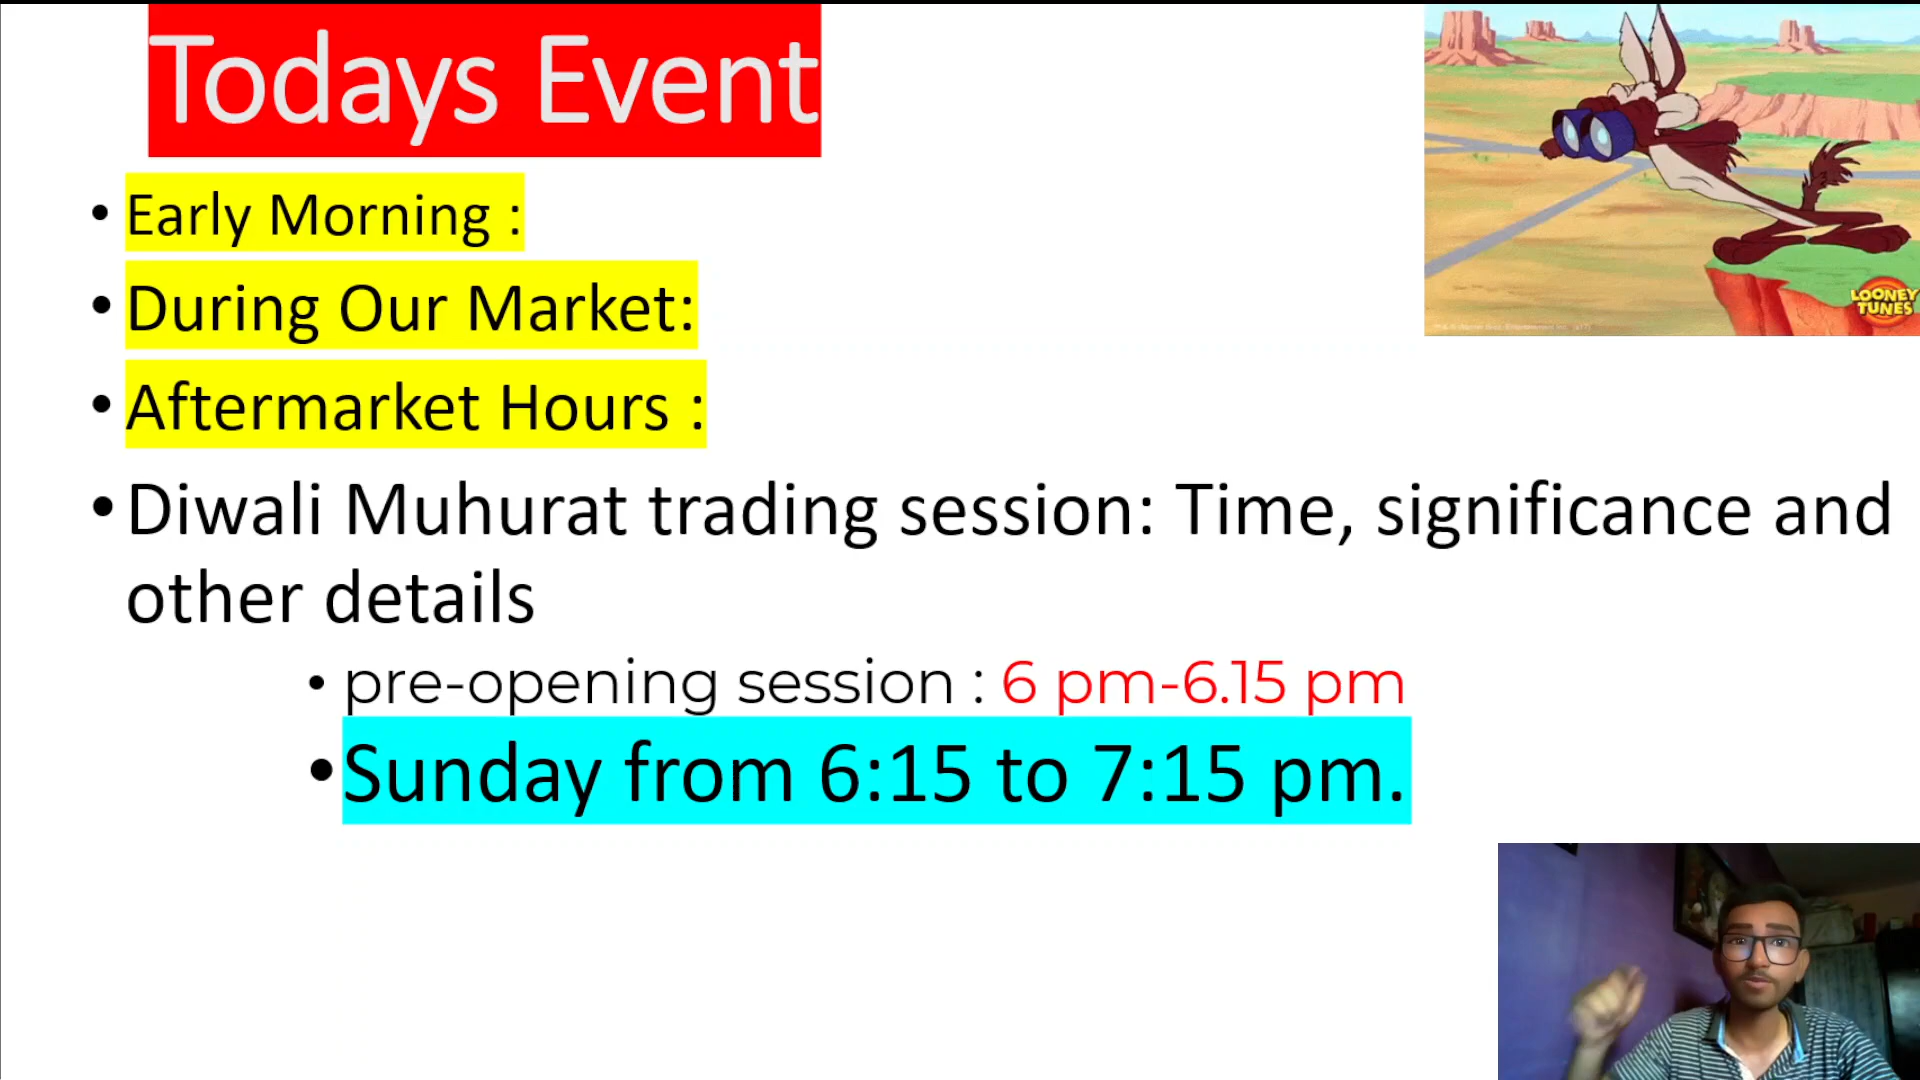 Todays Event
• Early Morning :
• During Our Market:
• Aftermarket Hours :
• Diwali Muhurat trading session: Time, significance and
other details
• pre-opening session : 6 pm-6.15 pm
• Sunday from 6:15 to 7:15 pm.
LOONEY
TUNES